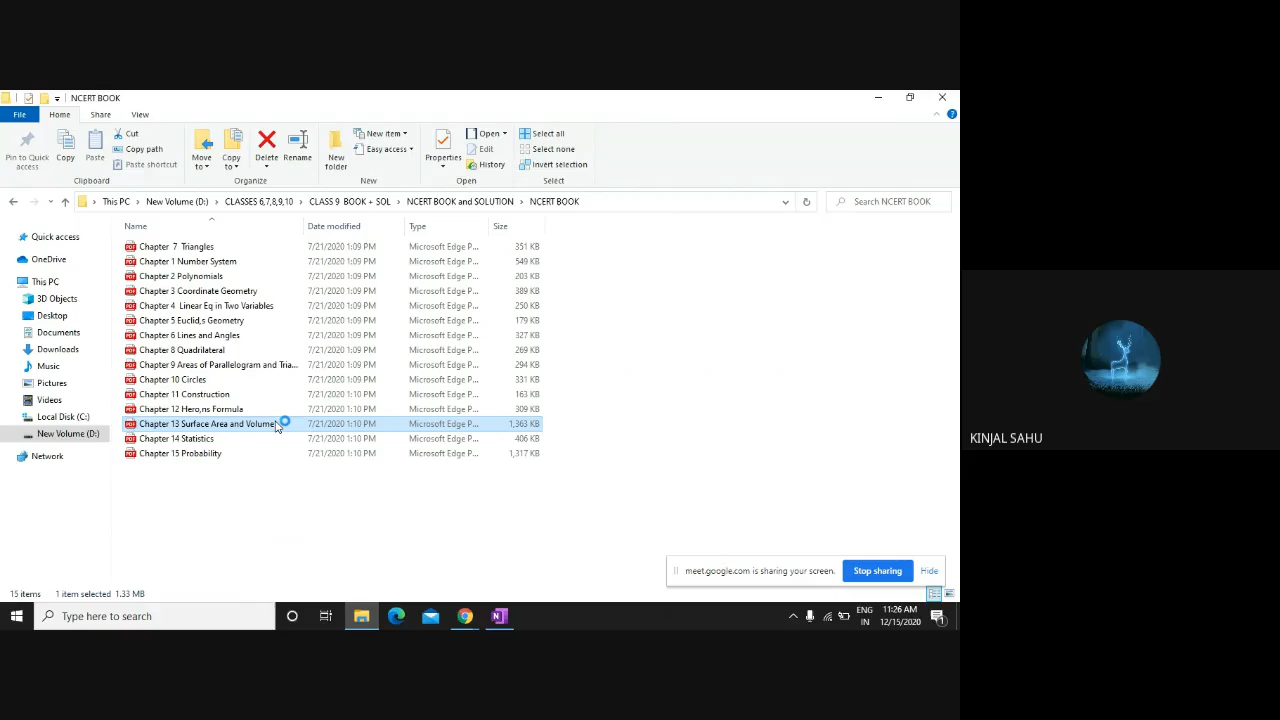 NCERT BOOK
File Home Share View
Pin to Quick access
Copy
Paste
Cut
Copy path
Paste shortcut
Clipboard
Move to
Copy to
Delete
Rename
Organize
New folder
New item
Easy access
New
Properties
Open
Edit
History
Open
Select all
Select none
Invert selection
Select
This PC > New Volume (D:) > CLASSES 6,7,8,9,10 > CLASS 9 BOOK + SOL > NCERT BOOK and SOLUTION > NCERT BOOK
Search NCERT BOOK
Name Date modified Type Size
Quick access
OneDrive
This PC
3D Objects
Desktop
Documents
Downloads
Music
Pictures
Videos
Local Disk (C:)
New Volume (D:)
Network
Chapter 7 Triangles 7/21/2020 1:09 PM Microsoft Edge P... 351 KB
Chapter 1 Number System 7/21/2020 1:09 PM Microsoft Edge P... 549 KB
Chapter 2 Polynomials 7/21/2020 1:09 PM Microsoft Edge P... 203 KB
Chapter 3 Coordinate Geometry 7/21/2020 1:09 PM Microsoft Edge P... 389 KB
Chapter 4 Linear Eq in Two Variables 7/21/2020 1:09 PM Microsoft Edge P... 250 KB
Chapter 5 Euclid,s Geometry 7/21/2020 1:09 PM Microsoft Edge P... 179 KB
Chapter 6 Lines and Angles 7/21/2020 1:09 PM Microsoft Edge P... 327 KB
Chapter 8 Quadrilateral 7/21/2020 1:09 PM Microsoft Edge P... 269 KB
Chapter 9 Areas of Parallelogram and Tria... 7/21/2020 1:09 PM Microsoft Edge P... 294 KB
Chapter 10 Circles 7/21/2020 1:09 PM Microsoft Edge P... 331 KB
Chapter 11 Construction 7/21/2020 1:09 PM Microsoft Edge P... 163 KB
Chapter 12 Hero,ns Formula 7/21/2020 1:10 PM Microsoft Edge P... 309 KB
Chapter 13 Surface Area and Volume 7/21/2020 1:10 PM Microsoft Edge P... 1,363 KB
Chapter 14 Statistics 7/21/2020 1:10 PM Microsoft Edge P... 406 KB
Chapter 15 Probability 7/21/2020 1:10 PM Microsoft Edge P... 1,317 KB
KINJAL SAHU
meet.google.com is sharing your screen. Stop sharing Hide
15 items 1 item selected 1.33 MB
Type here to search
ENG
IN
11:26 AM
12/15/2020
1